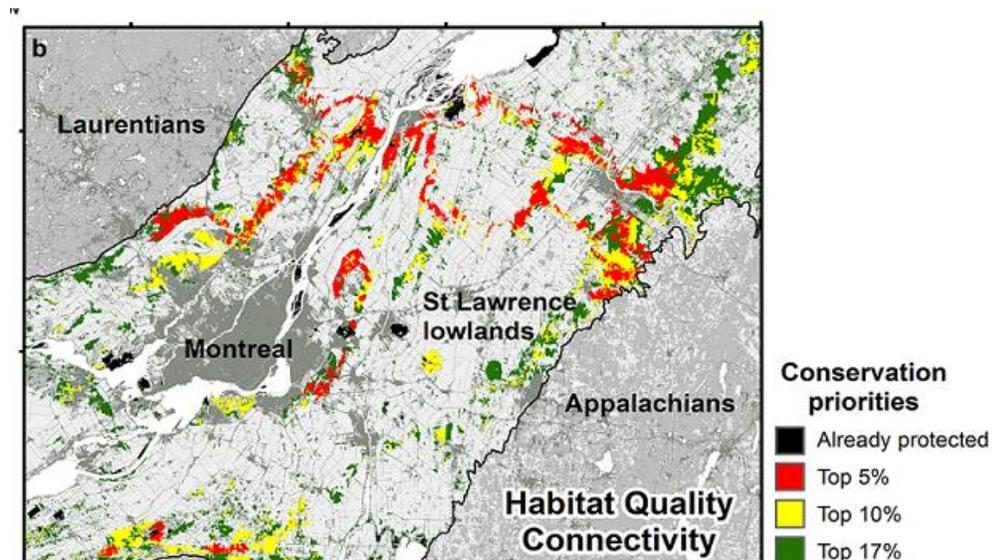 b
Laurentians
St Lawrence
lowlands
Montreal
Appalachians
Habitat Quality
Connectivity
Conservation
priorities
Already protected
Top 5%
Top 10%
Top 17%